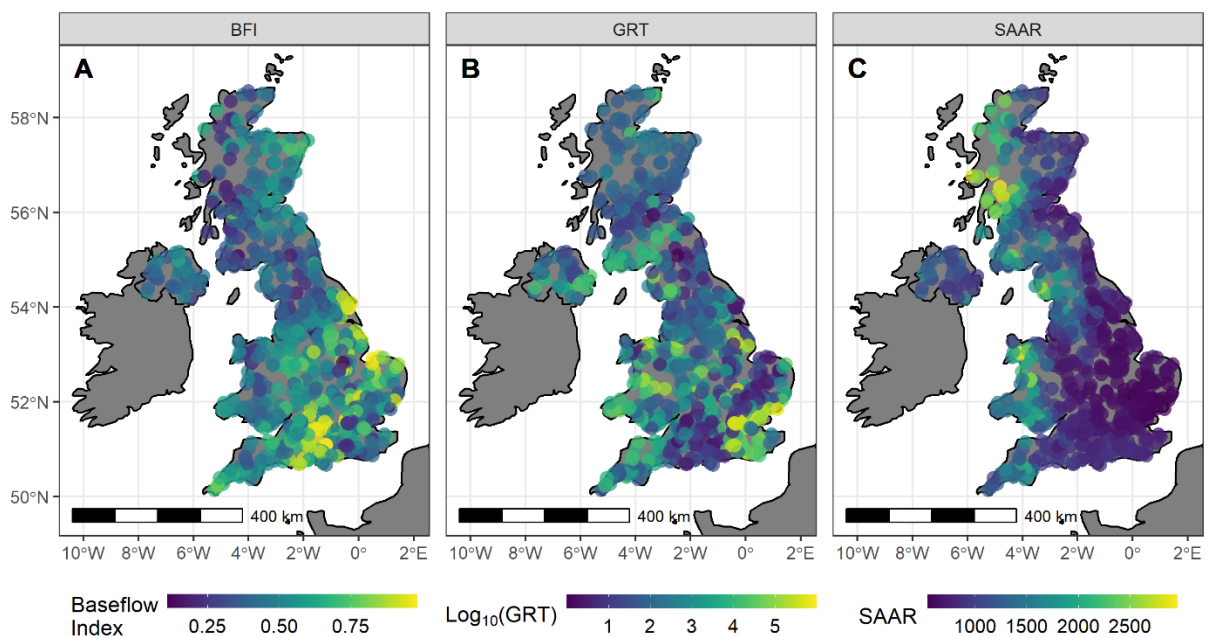 BFI GRT SAAR
A B C
58°N
56°N
54°N
52°N
50°N
400 km 400 km 400 km
10°W 8°W 6°W 4°W 2°W 0° 2°E 10°W 8°W 6°W 4°W 2°W 0° 2°E 10°W 8°W 6°W 4°W 2°W 0° 2°E
Baseflow Index 0.25 0.50 0.75
Log₁₀(GRT) 1 2 3 4 5
SAAR 1000 1500 2000 2500